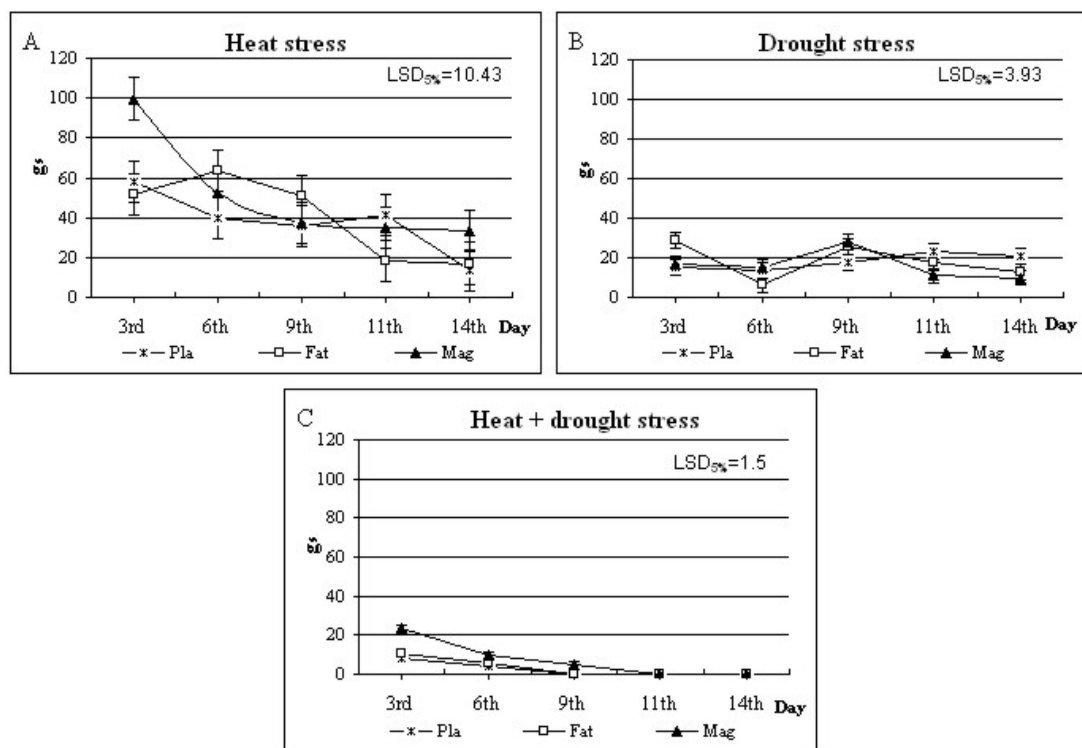 A
Heat stress
LSD5%=10.43
120
100
80
60
40
20
0
gs
3rd 6th 9th 11th 14th Day
Pla Fat Mag
B
Drought stress
LSD5%=3.93
120
100
80
60
40
20
0
gs
3rd 6th 9th 11th 14th Day
Pla Fat Mag
C
Heat + drought stress
LSD5%=1.5
120
100
80
60
40
20
0
gs
3rd 6th 9th 11th 14th Day
Pla Fat Mag